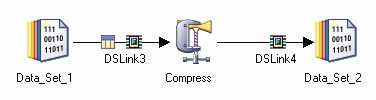 111
00110
11011
111
00110
11011
DSLink3
DSLink4
Data_Set_1
Compress
Data_Set_2